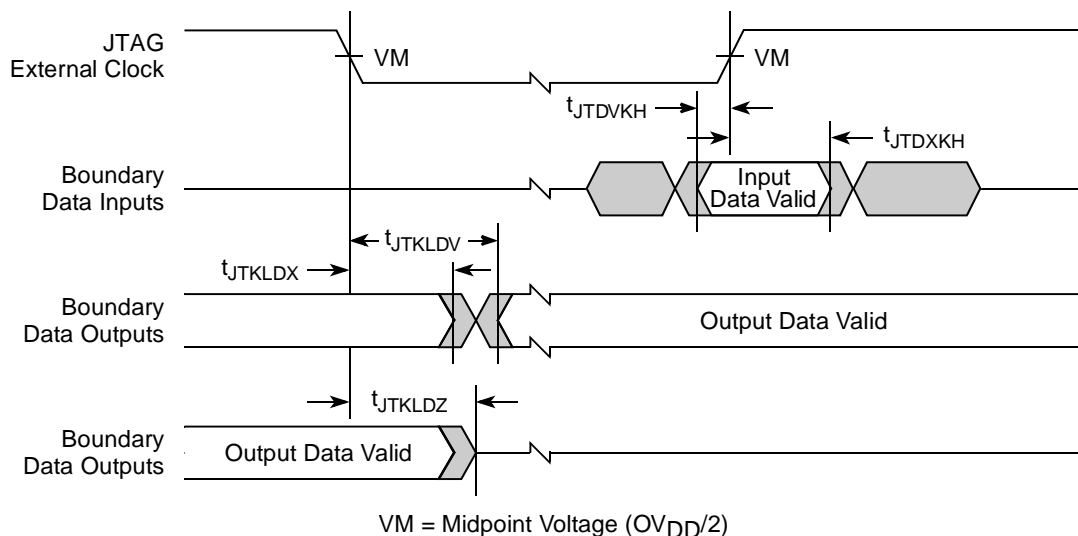 JTAG
External Clock
VM
VM
tJTDVKH
tJTDXKH
Boundary
Data Inputs
Input
Data Valid
tJTKLDV
tJTKLDX
Boundary
Data Outputs
Output Data Valid
tJTKLDZ
Boundary
Data Outputs
Output Data Valid
VM = Midpoint Voltage (OVDD/2)